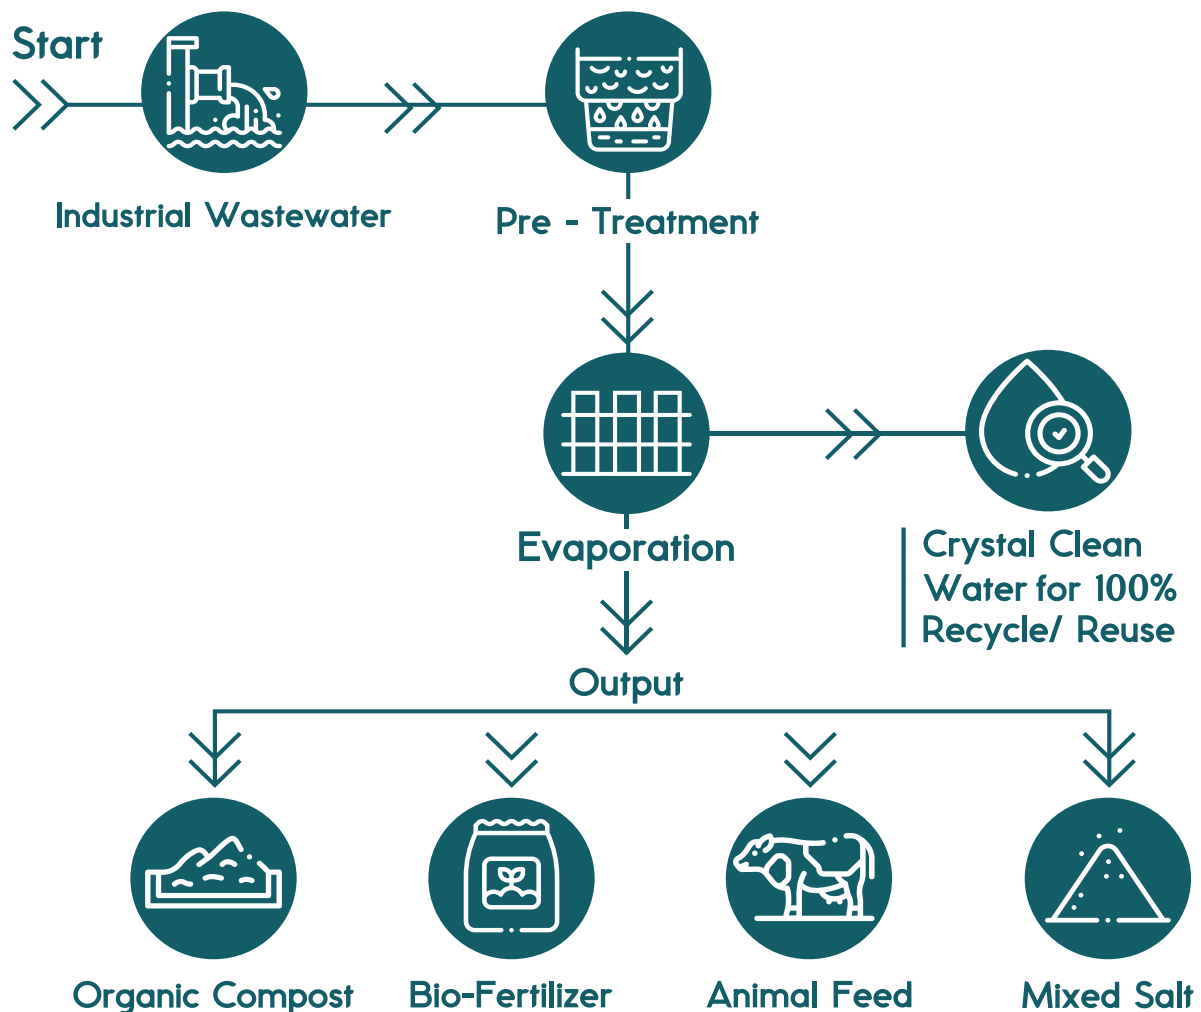 Start
Industrial Wastewater
Pre - Treatment
Evaporation
Crystal Clean
Water for 100%
Recycle/ Reuse
Output
Organic Compost
Bio-Fertilizer
Animal Feed
Mixed Salt